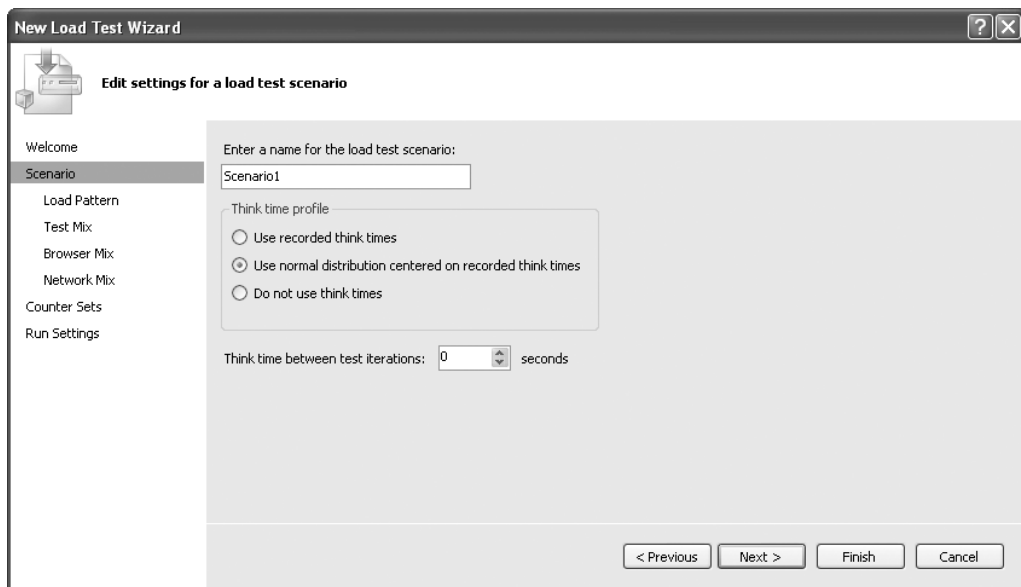 New Load Test Wizard
Edit settings for a load test scenario
Welcome
Scenario
Load Pattern
Test Mix
Browser Mix
Network Mix
Counter Sets
Run Settings
Enter a name for the load test scenario:
Scenario1
Think time profile
Use recorded think times
Use normal distribution centered on recorded think times
Do not use think times
Think time between test iterations: 0 seconds
< Previous Next > Finish Cancel